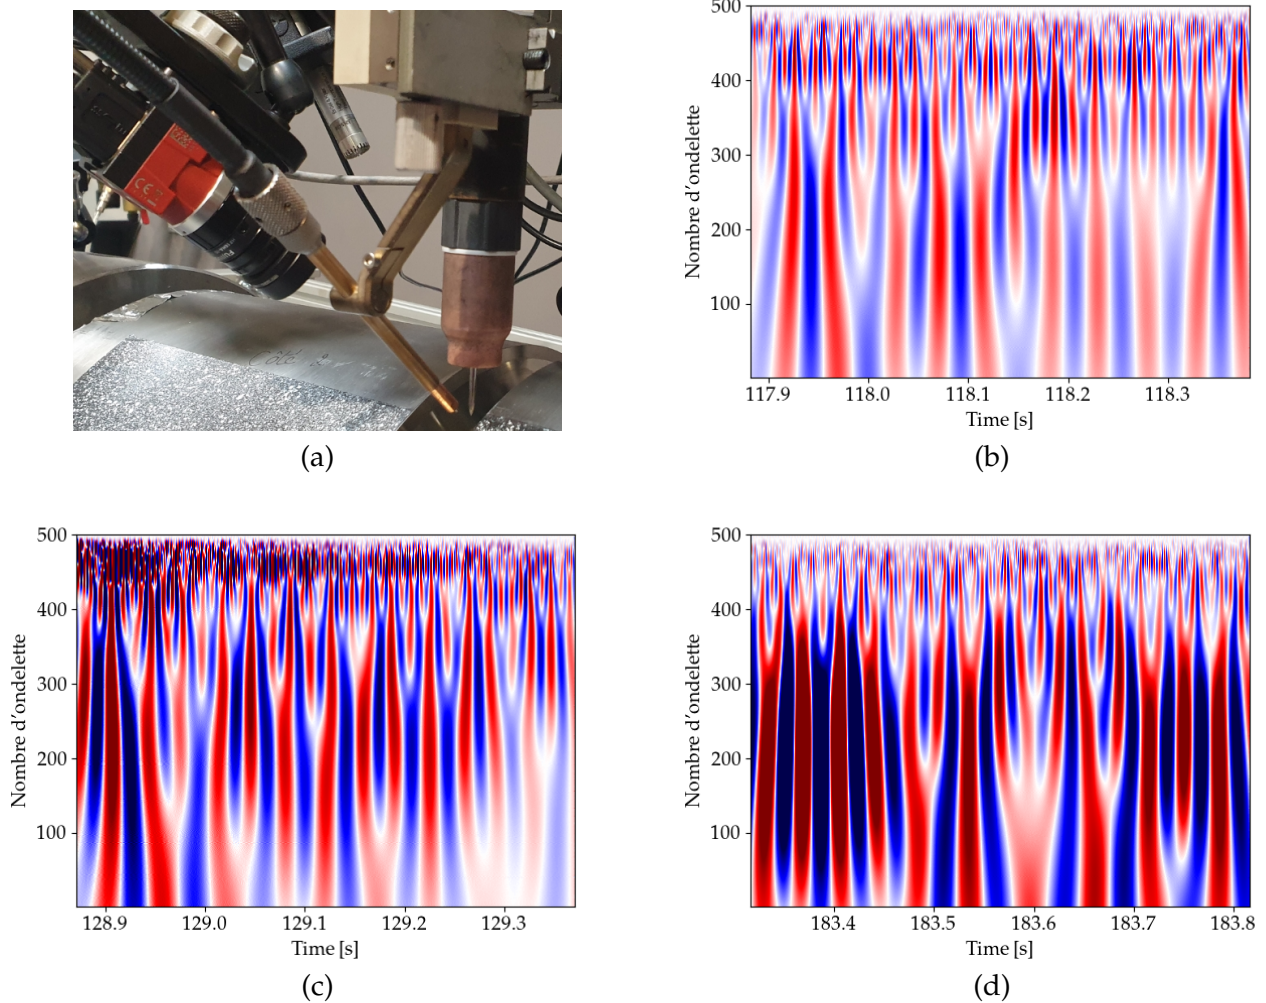 CE
(a)
500
400
300
200
100
Nombre d'ondelette
117.9 118.0 118.1 118.2 118.3
Time [s]
(b)
500
400
300
200
100
Nombre d'ondelette
128.9 129.0 129.1 129.2 129.3
Time [s]
(c)
500
400
300
200
100
Nombre d'ondelette
183.4 183.5 183.6 183.7 183.8
Time [s]
(d)